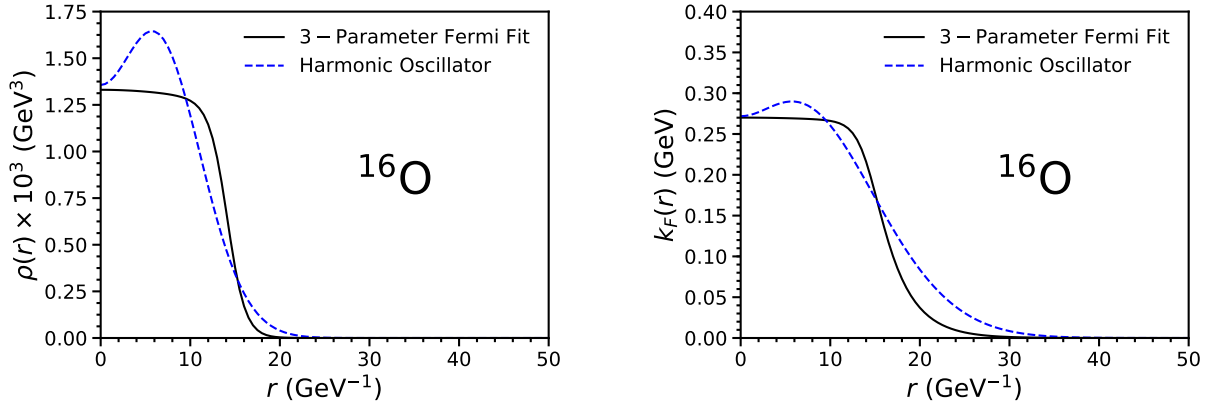 1.75
1.50
1.25
1.00
0.75
0.50
0.25
0.00
ρ(r) × 10³ (GeV³)
3 − Parameter Fermi Fit
Harmonic Oscillator
¹⁶O
0 10 20 30 40 50
r (GeV⁻¹)
0.40
0.35
0.30
0.25
0.20
0.15
0.10
0.05
0.00
k_F(r) (GeV)
3 − Parameter Fermi Fit
Harmonic Oscillator
¹⁶O
0 10 20 30 40 50
r (GeV⁻¹)